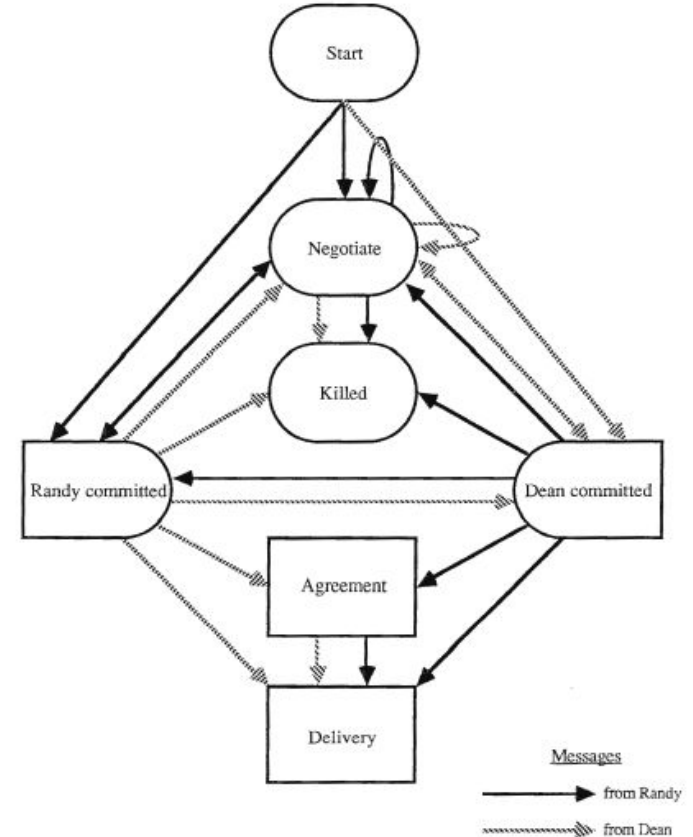 Start
Negotiate
Killed
Randy committed
Dean committed
Agreement
Delivery
Messages
from Randy
from Dean